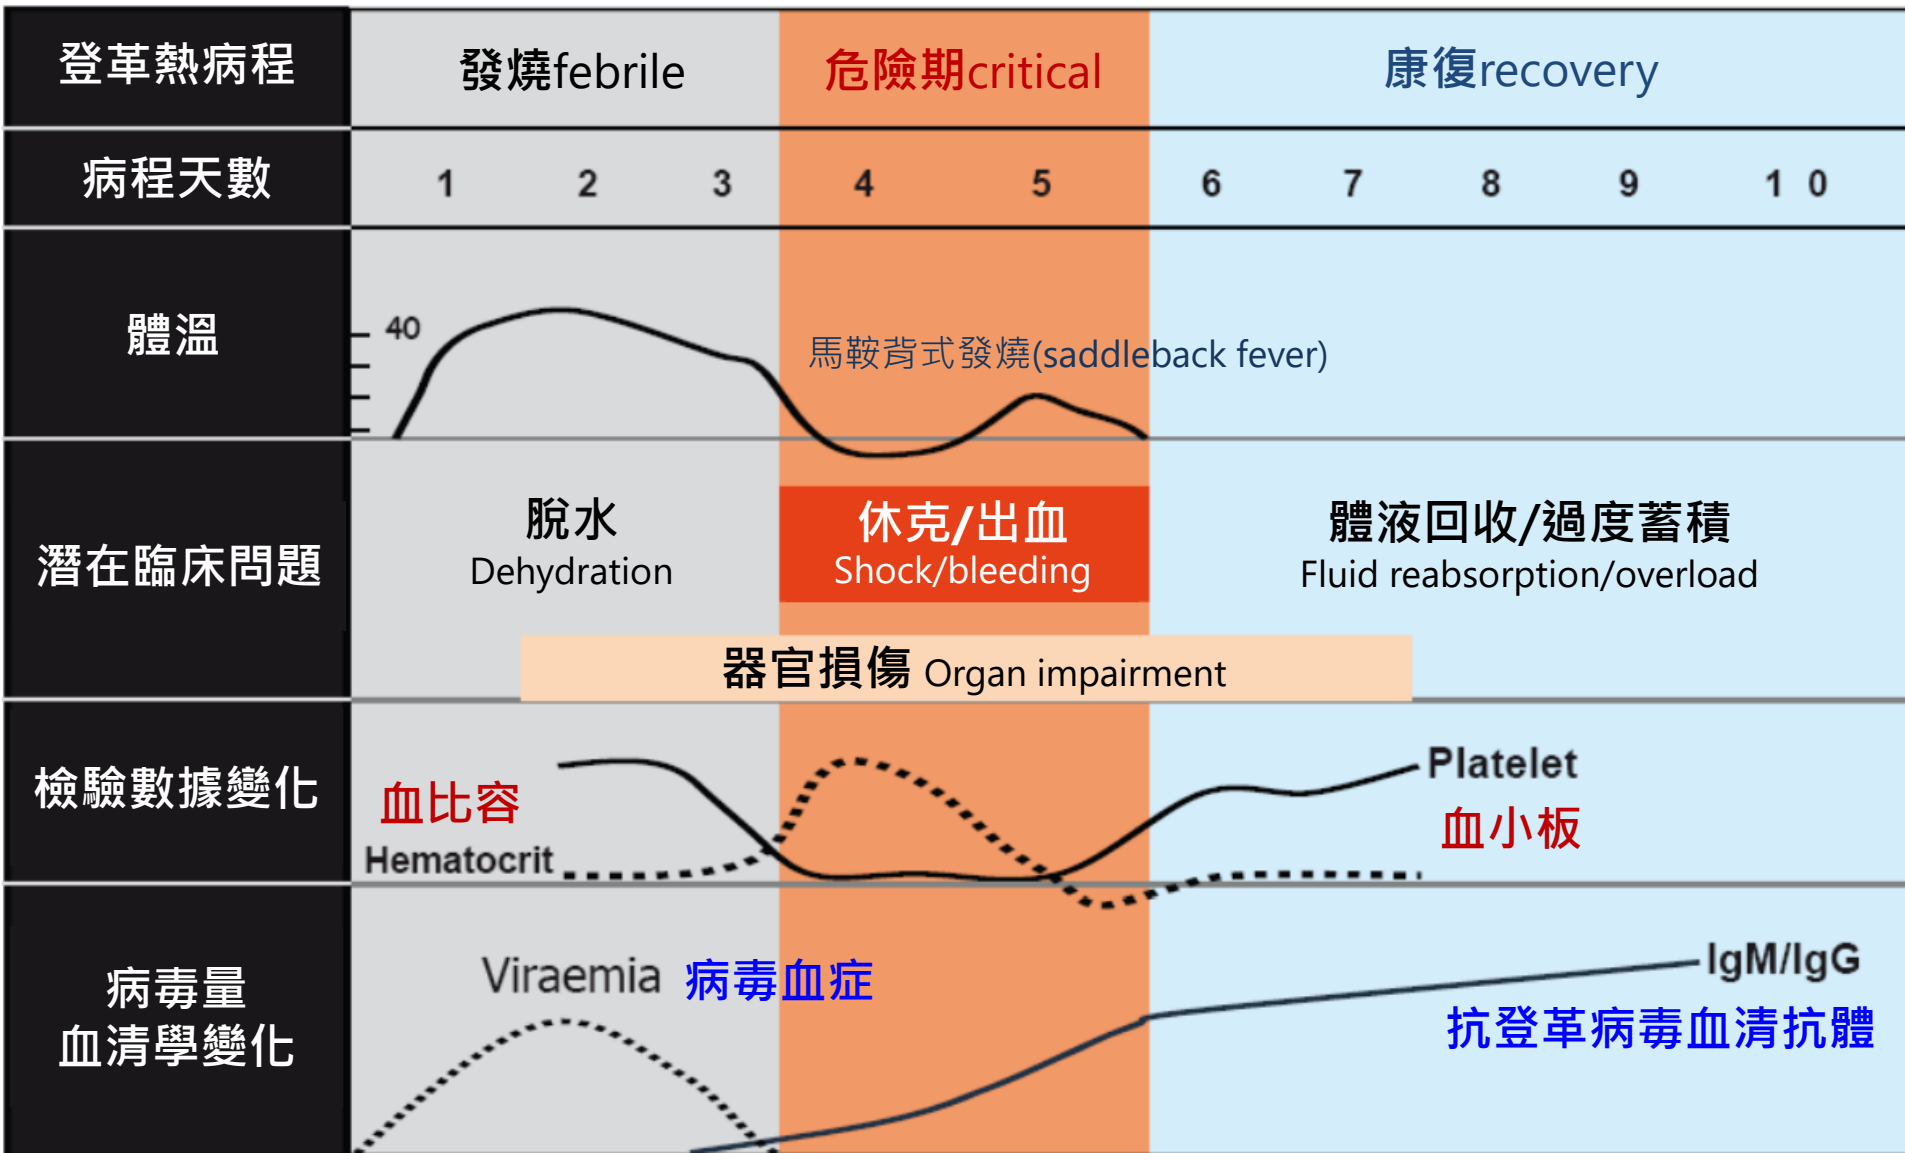 登革熱病程
發燒febrile
危險期critical
康復recovery
病程天數
1 2 3 4 5 6 7 8 9 1 0
體溫
40
馬鞍背式發燒(saddleback fever)
潛在臨床問題
脫水
Dehydration
休克/出血
Shock/bleeding
體液回收/過度蓄積
Fluid reabsorption/overload
器官損傷 Organ impairment
檢驗數據變化
血比容
Hematocrit
Platelet
血小板
病毒量
血清學變化
Viraemia 病毒血症
IgM/IgG
抗登革病毒血清抗體